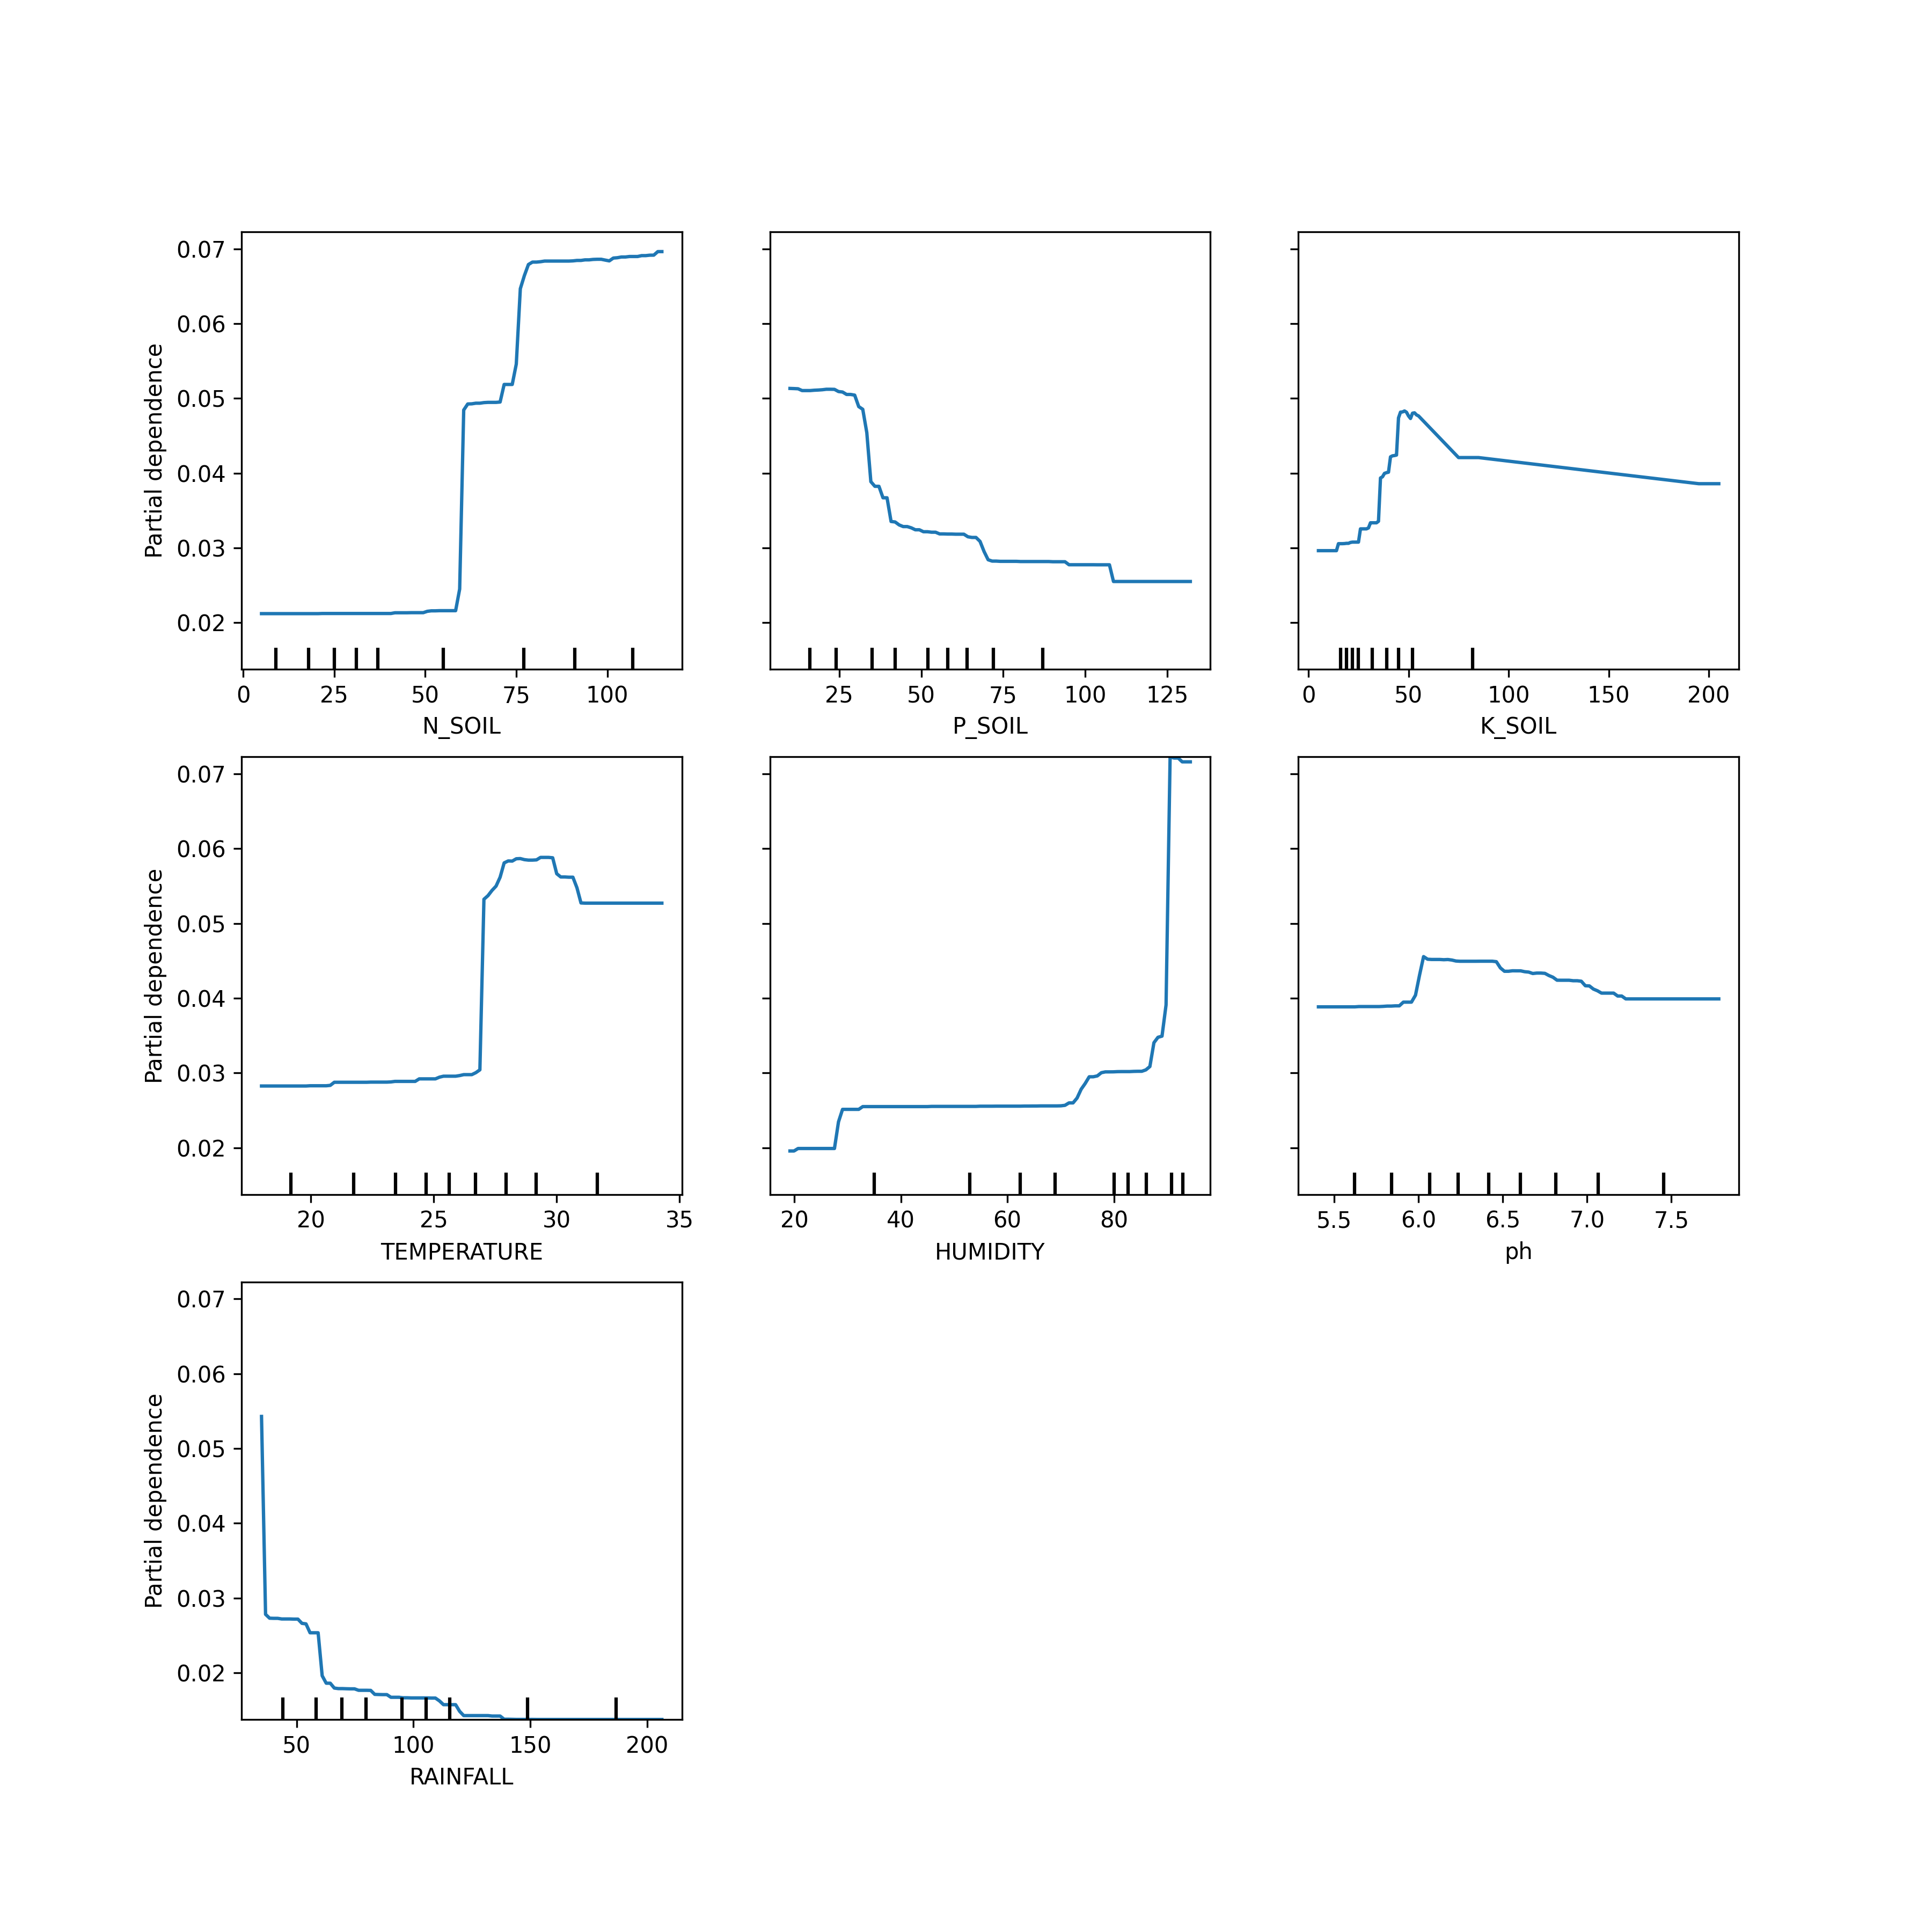 0.07
0.06
0.05
0.04
0.03
0.02
Partial dependence
0 25 50 75 100
N_SOIL
25 50 75 100 125
P_SOIL
0 50 100 150 200
K_SOIL
0.07
0.06
0.05
0.04
0.03
0.02
Partial dependence
20 25 30 35
TEMPERATURE
20 40 60 80
HUMIDITY
5.5 6.0 6.5 7.0 7.5
ph
0.07
0.06
0.05
0.04
0.03
0.02
Partial dependence
50 100 150 200
RAINFALL